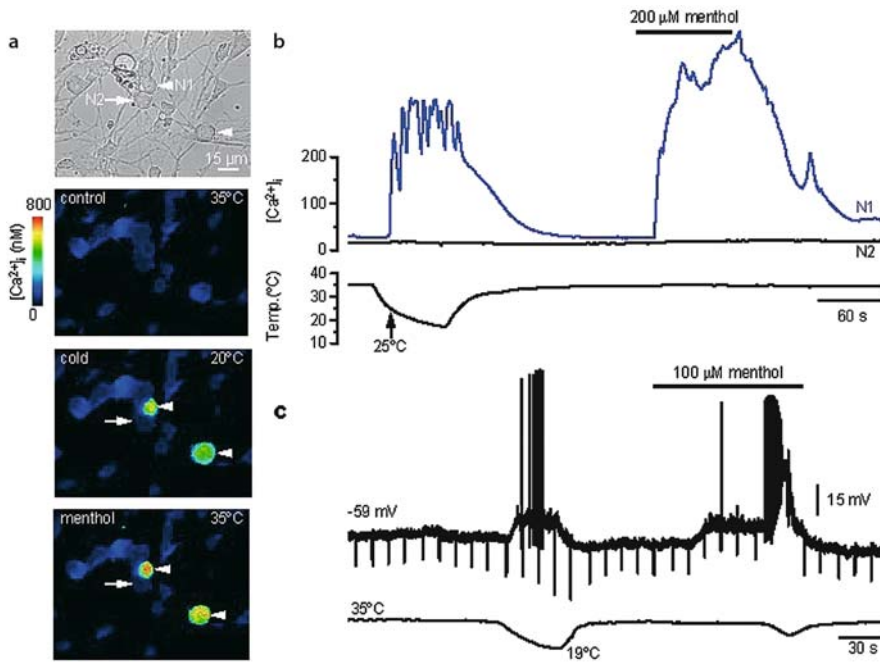 a
N1
N2
15 µm
control
35°C
800
[Ca²⁺]ᵢ (nM)
0
cold
20°C
menthol
35°C
b
200 µM menthol
200
100
0
[Ca²⁺]ᵢ
N1
N2
40
30
20
10
Temp.(°C)
25°C
60 s
c
100 µM menthol
-59 mV
15 mV
35°C
19°C
30 s